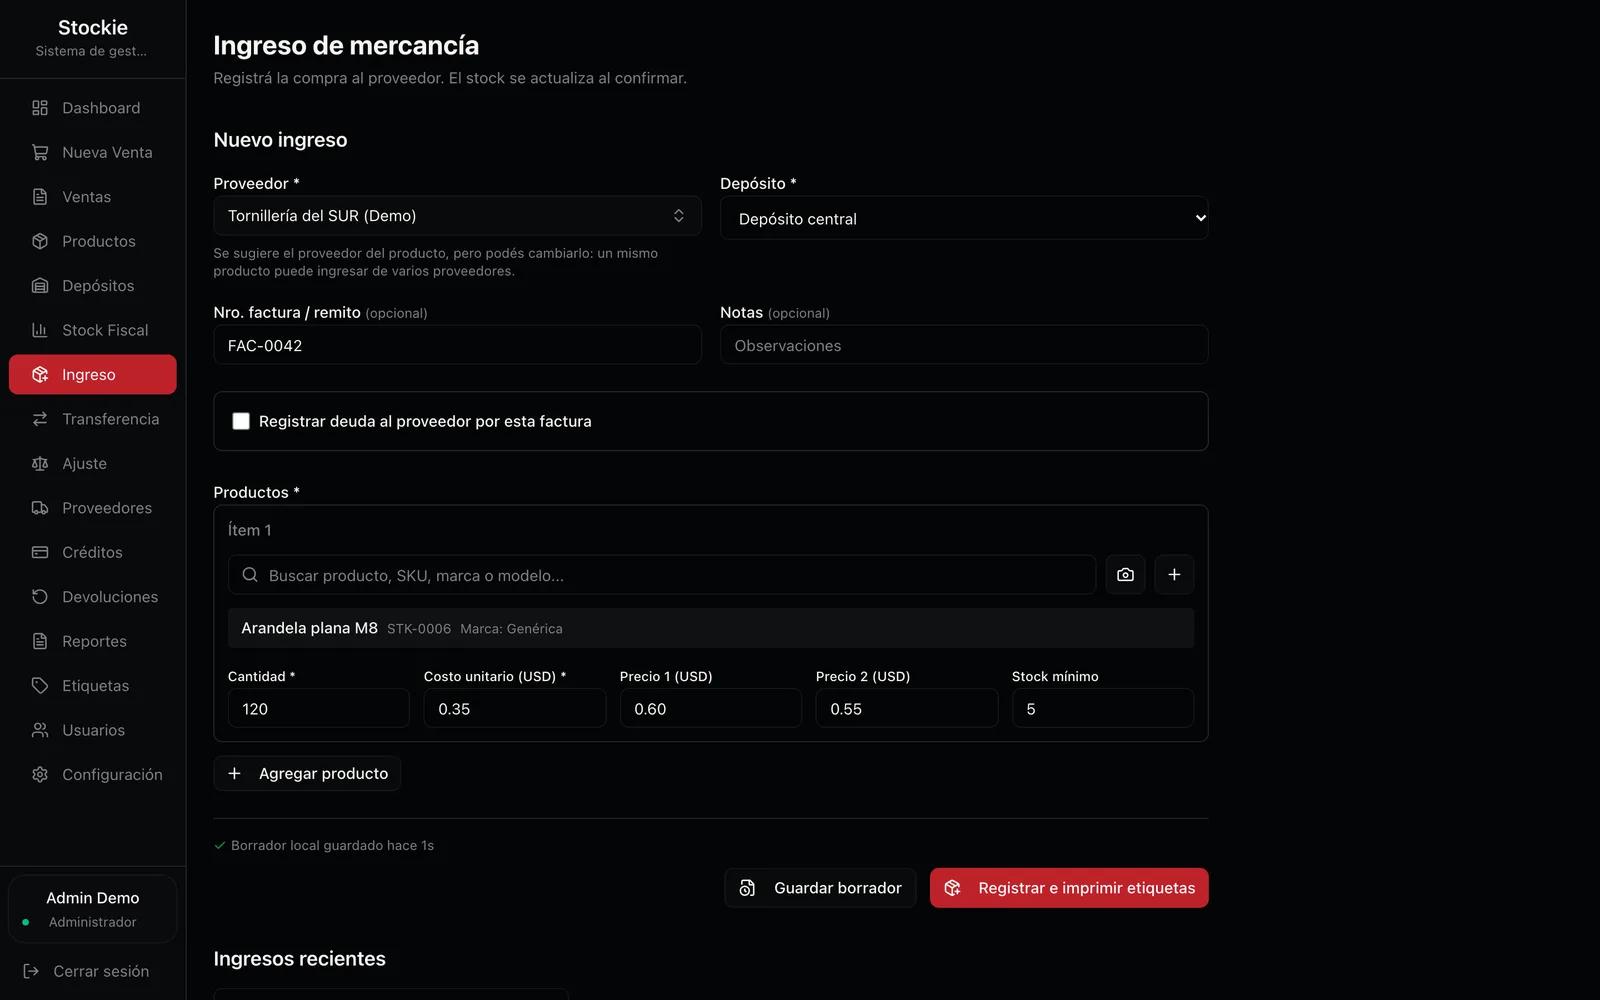 Stockie
Sistema de gest...
Dashboard
Nueva Venta
Ventas
Productos
Depósitos
Stock Fiscal
Ingreso
Transferencia
Ajuste
Proveedores
Créditos
Devoluciones
Reportes
Etiquetas
Usuarios
Configuración
Admin Demo
Administrador
Cerrar sesión
Ingreso de mercancía
Registrá la compra al proveedor. El stock se actualiza al confirmar.
Nuevo ingreso
Proveedor *
Tornillería del SUR (Demo)
Se sugiere el proveedor del producto, pero podés cambiarlo: un mismo
producto puede ingresar de varios proveedores.
Depósito *
Depósito central
Nro. factura / remito (opcional)
FAC-0042
Notas (opcional)
Observaciones
Registrar deuda al proveedor por esta factura
Productos *
Ítem 1
Buscar producto, SKU, marca o modelo...
Arandela plana M8 STK-0006 Marca: Genérica
Cantidad * Costo unitario (USD) * Precio 1 (USD) Precio 2 (USD) Stock mínimo
120 0.35 0.60 0.55 5
Agregar producto
Borrador local guardado hace 1s
Guardar borrador
Registrar e imprimir etiquetas
Ingresos recientes